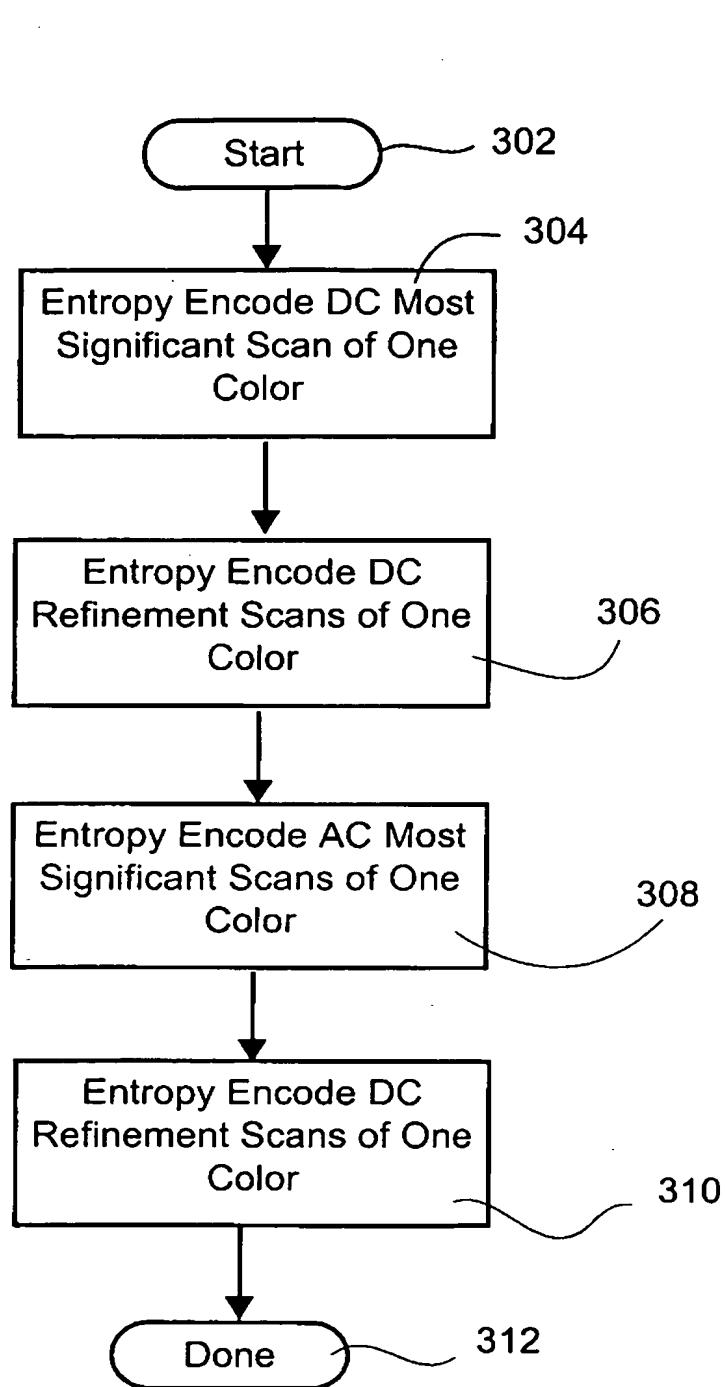 Start
302
304
Entropy Encode DC Most
Significant Scan of One
Color
Entropy Encode DC
Refinement Scans of One
Color
306
Entropy Encode AC Most
Significant Scans of One
Color
308
Entropy Encode DC
Refinement Scans of One
Color
310
Done
312